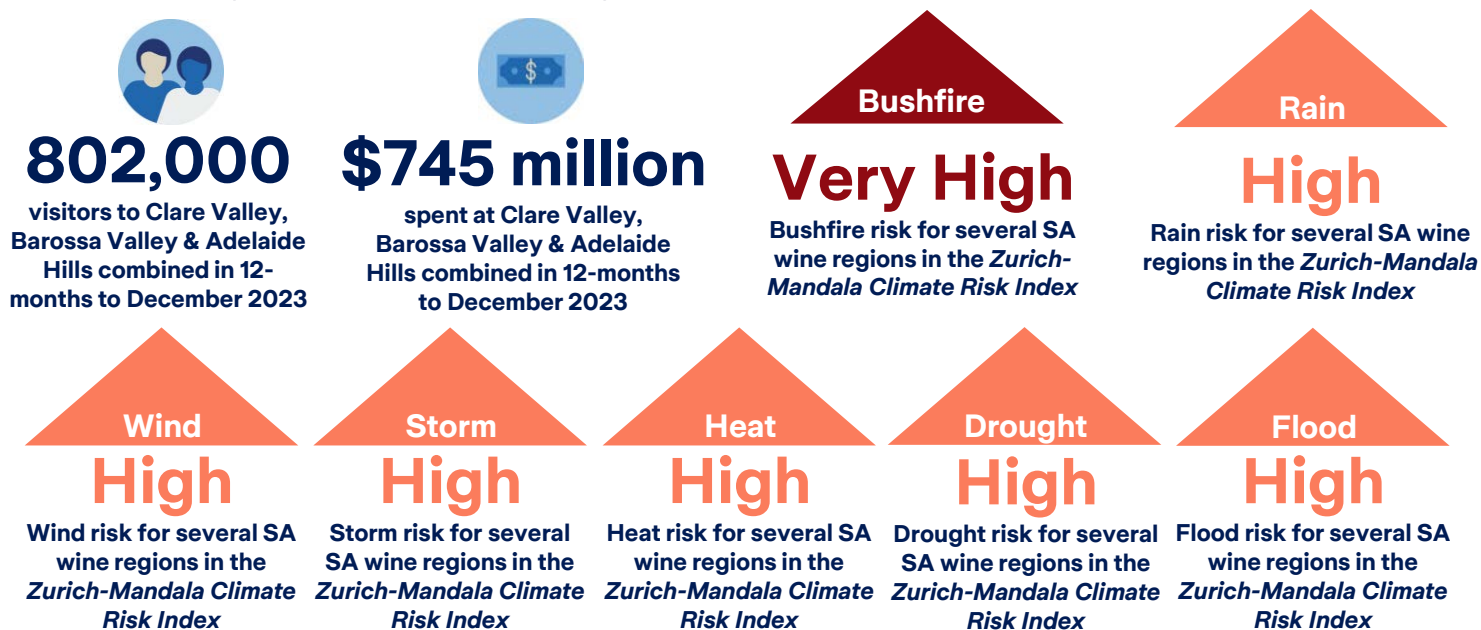 $
802,000
visitors to Clare Valley,
Barossa Valley & Adelaide
Hills combined in 12-
months to December 2023
$745 million
spent at Clare Valley,
Barossa Valley & Adelaide
Hills combined in 12-months
to December 2023
Bushfire
Very High
Bushfire risk for several SA
wine regions in the Zurich-
Mandala Climate Risk Index
Rain
High
Rain risk for several SA wine
regions in the Zurich-Mandala
Climate Risk Index
Wind
High
Wind risk for several SA
wine regions in the
Zurich-Mandala Climate
Risk Index
Storm
High
Storm risk for several
SA wine regions in the
Zurich-Mandala Climate
Risk Index
Heat
High
Heat risk for several SA
wine regions in the
Zurich-Mandala Climate
Risk Index
Drought
High
Drought risk for several
SA wine regions in the
Zurich-Mandala Climate
Risk Index
Flood
High
Flood risk for several SA
wine regions in the
Zurich-Mandala Climate
Risk Index